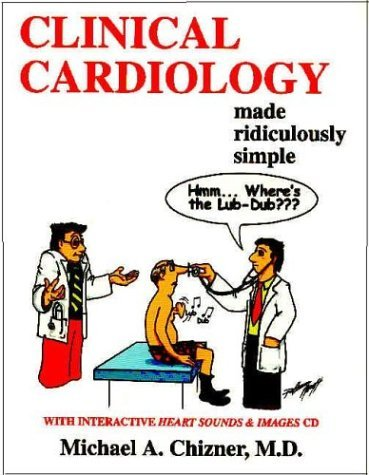 CLINICAL
CARDIOLOGY
made
ridiculously
simple
Hmm... Where's
the Lub-Dub???
Lub Dub
WITH INTERACTIVE HEART SOUNDS & IMAGES CD
Michael A. Chizner, M.D.